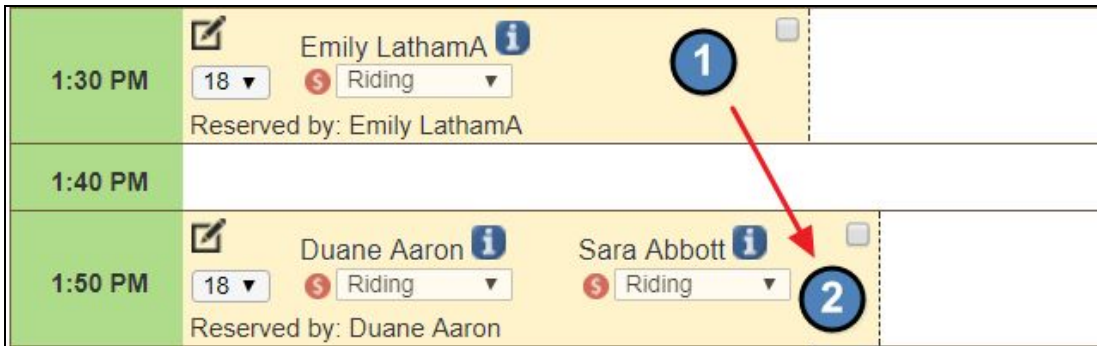 Emily LathamA i
1
1:30 PM
18 ▼ $ Riding ▼
Reserved by: Emily LathamA
1:40 PM
Duane Aaron i Sara Abbott i
1:50 PM
18 ▼ $ Riding ▼ $ Riding ▼
2
Reserved by: Duane Aaron